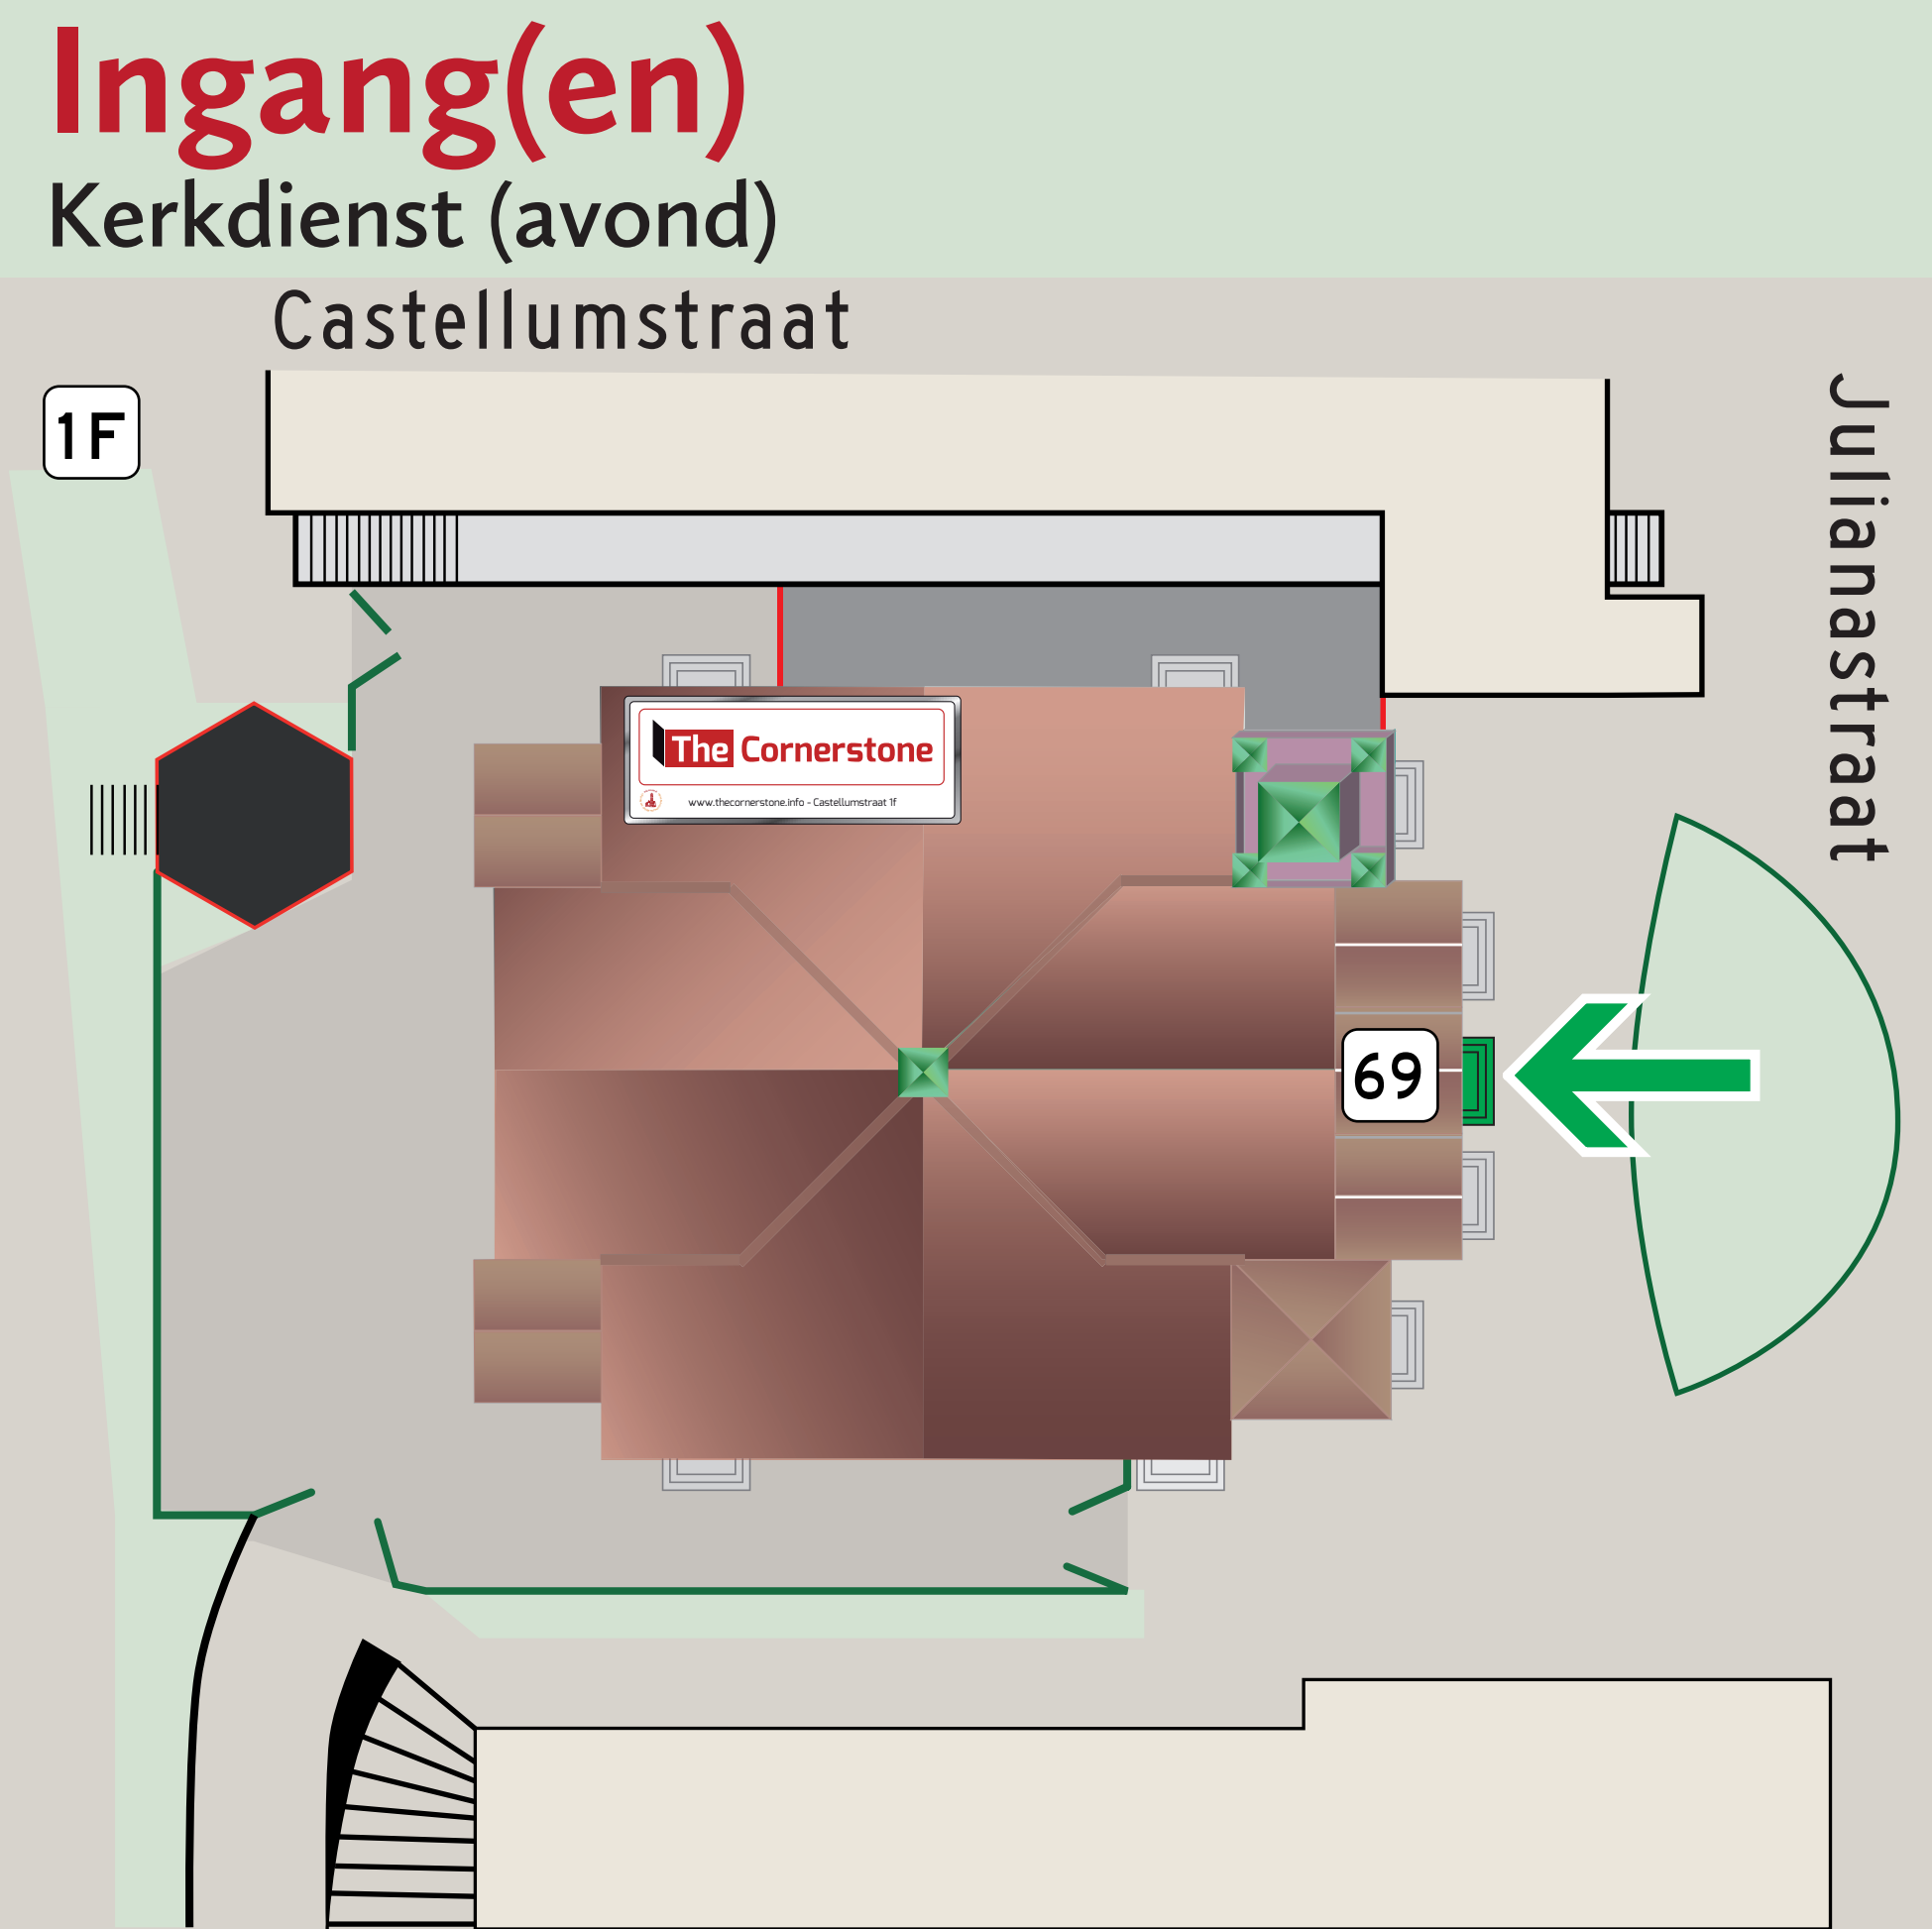 Ingang(en)
Kerkdienst (avond)
Castellumstraat
1F
Julianastraat
The Cornerstone
www.thecornerstone.info - Castellumstraat 1f
69